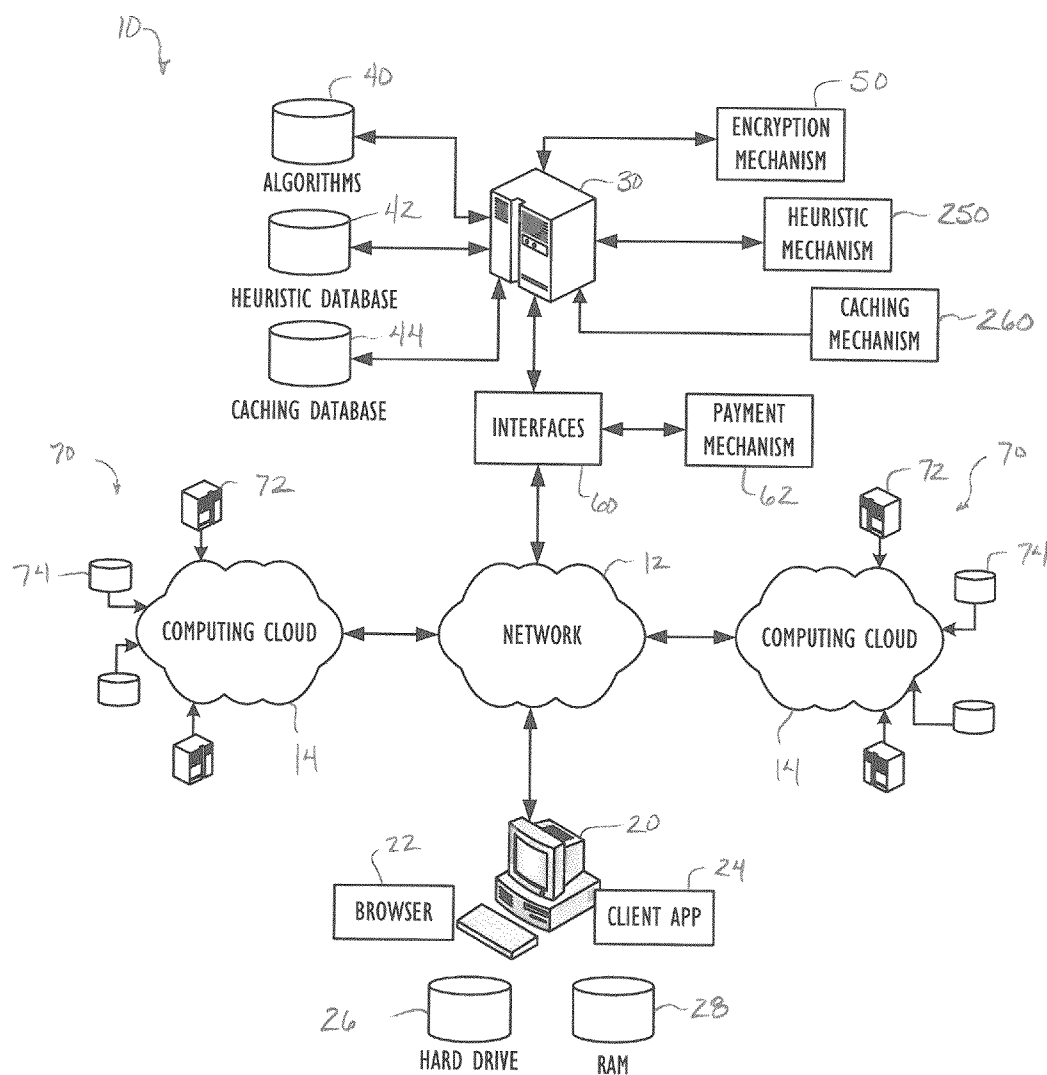 10
40
50
ENCRYPTION
MECHANISM
ALGORITHMS
30
42
HEURISTIC
MECHANISM
250
HEURISTIC DATABASE
44
CACHING
MECHANISM
260
CACHING DATABASE
INTERFACES
PAYMENT
MECHANISM
60
62
70
72
74
COMPUTING CLOUD
14
12
NETWORK
70
72
74
COMPUTING CLOUD
14
20
22
BROWSER
24
CLIENT APP
26
HARD DRIVE
28
RAM